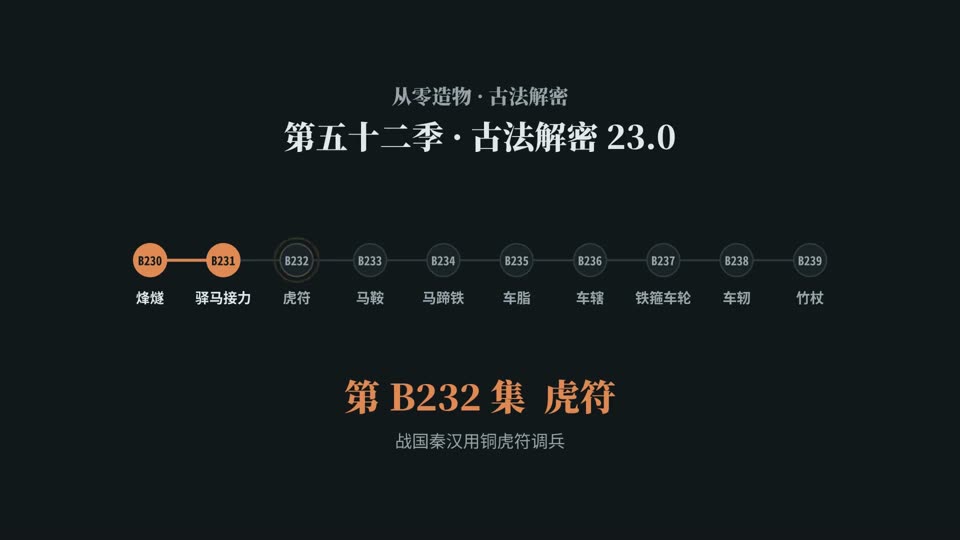 从零造物 · 古法解密
第五十二季 · 古法解密 23.0
B230 B231 B232 B233 B234 B235 B236 B237 B238 B239
烽燧 驿马接力 虎符 马鞍 马蹄铁 车脂 车辖 铁箍车轮 车轫 竹杖
第 B232 集 虎符
战国秦汉用铜虎符调兵